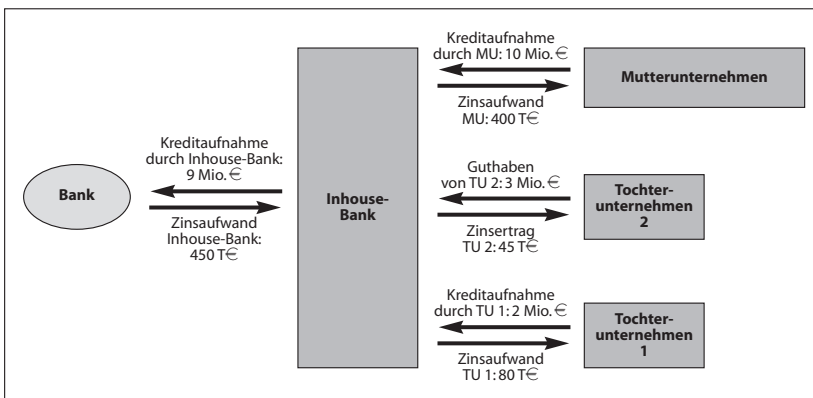 Kreditaufnahme
durch MU: 10 Mio. €
Mutterunternehmen
Zinsaufwand
MU: 400 T€
Kreditaufnahme
durch Inhouse-Bank:
9 Mio. €
Bank
Zinsaufwand
Inhouse-Bank:
450 T€
Inhouse-
Bank
Guthaben
von TU 2: 3 Mio. €
Tochter-
unternehmen
2
Zinsertrag
TU 2: 45 T€
Kreditaufnahme
durch TU 1: 2 Mio. €
Tochter-
unternehmen
1
Zinsaufwand
TU 1: 80 T€